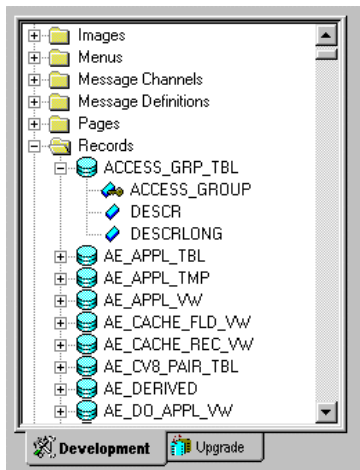 Images
Menus
Message Channels
Message Definitions
Pages
Records
ACCESS_GRP_TBL
ACCESS_GROUP
DESCR
DESCRLONG
AE_APPL_TBL
AE_APPL_TMP
AE_APPL_VW
AE_CACHE_FLD_VW
AE_CACHE_REC_VW
AE_CV8_PAIR_TBL
AE_DERIVED
AE_DO_APPL_VW
Development Upgrade